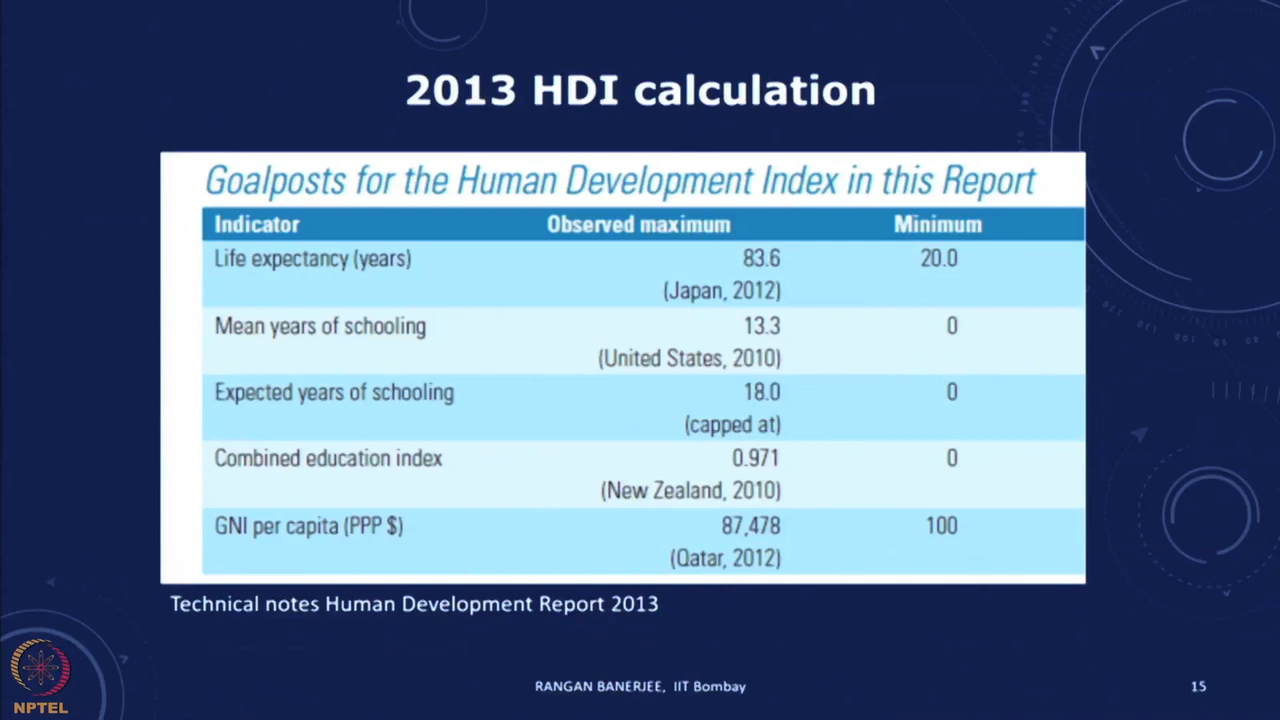 2013 HDI calculation
Goalposts for the Human Development Index in this Report
Indicator Observed maximum Minimum
Life expectancy (years) 83.6 20.0
(Japan, 2012)
Mean years of schooling 13.3 0
(United States, 2010)
Expected years of schooling 18.0 0
(capped at)
Combined education index 0.971 0
(New Zealand, 2010)
GNI per capita (PPP $) 87,478 100
(Qatar, 2012)
Technical notes Human Development Report 2013
RANGAN BANERJEE, IIT Bombay 15
NPTEL